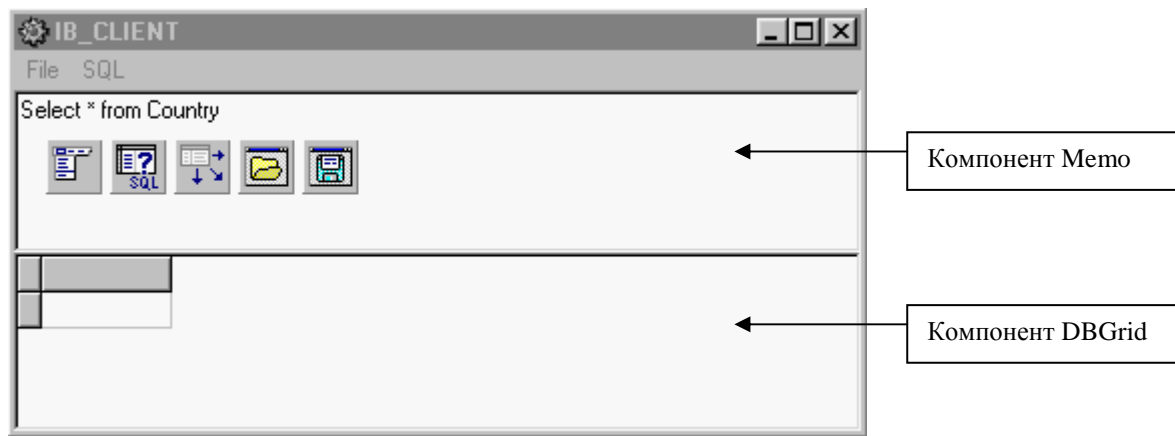 IB_CLIENT
File SQL
Select * from Country
SQL
Компонент Memo
Компонент DBGrid